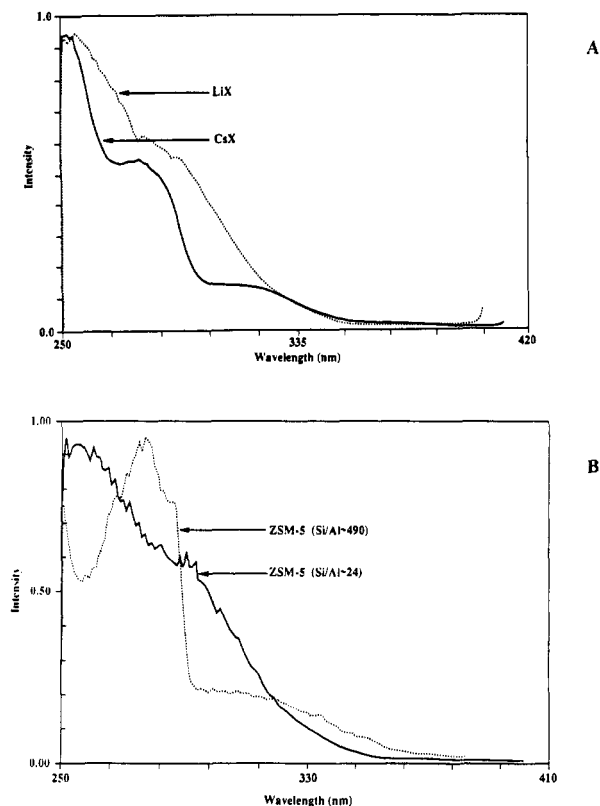 A
1.0
LiX
CsX
Intensity
0.0
250
335
420
Wavelength (nm)
B
1.00
ZSM-5 (Si/Al~490)
ZSM-5 (Si/Al~24)
0.50
Intensity
0.00
250
330
410
Wavelength (nm)